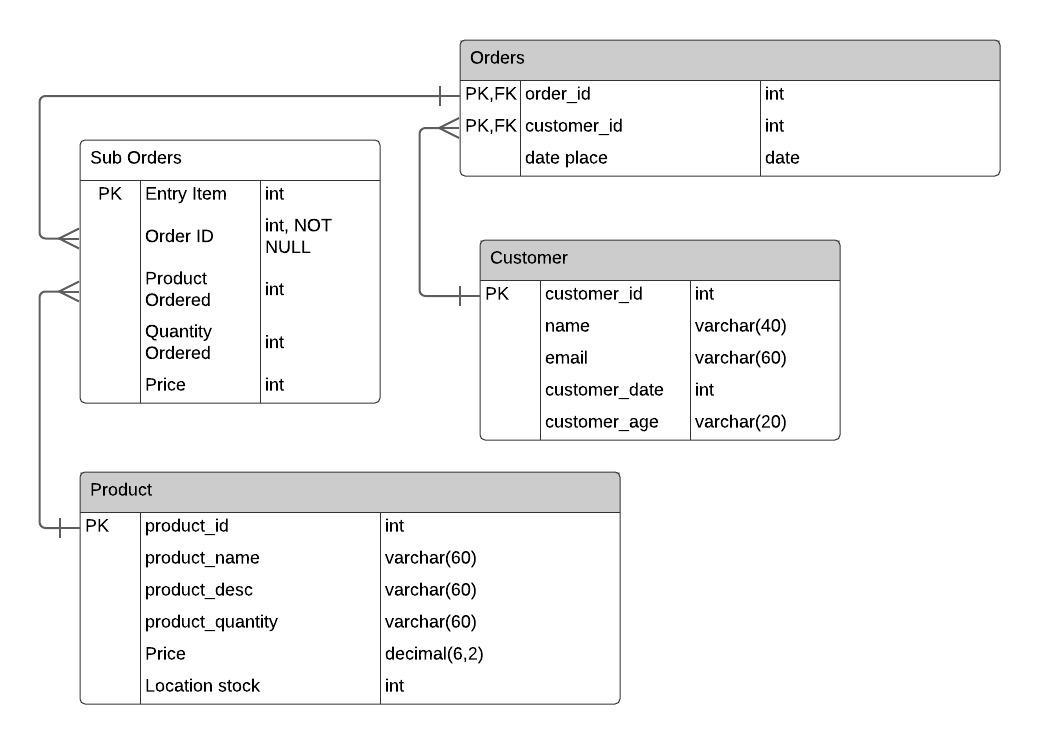 Orders
PK,FK order_id int
PK,FK customer_id int
date place date
Sub Orders
PK Entry Item int
Order ID int, NOT
NULL
Product
Ordered int
Quantity
Ordered int
Price int
Customer
PK customer_id int
name varchar(40)
email varchar(60)
customer_date int
customer_age varchar(20)
Product
PK product_id int
product_name varchar(60)
product_desc varchar(60)
product_quantity varchar(60)
Price decimal(6,2)
Location stock int